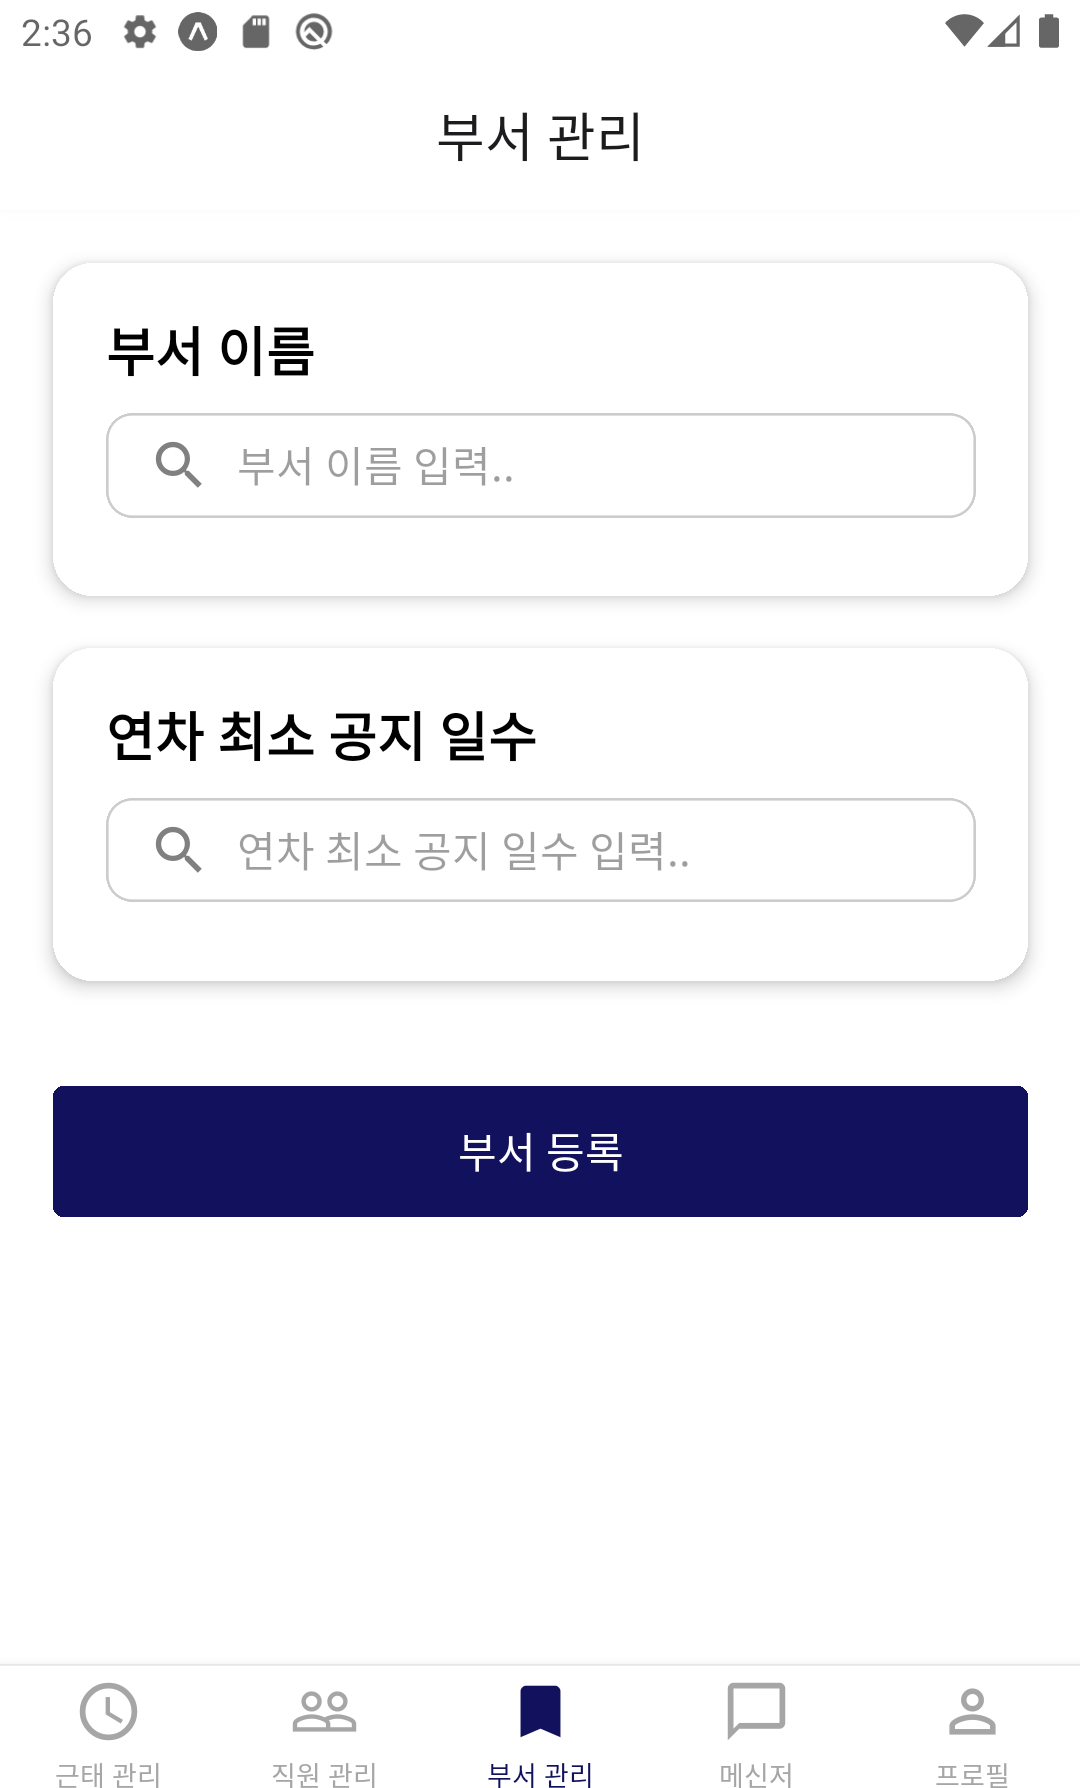 2:36
부서 관리
부서 이름
부서 이름 입력..
연차 최소 공지 일수
연차 최소 공지 일수 입력..
부서 등록
근태 관리
직원 관리
부서 관리
메신저
프로필